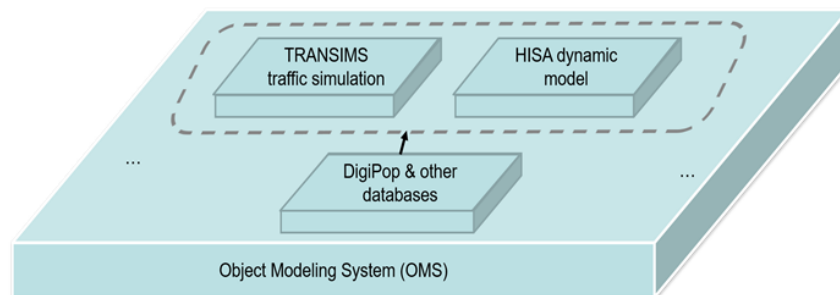 TRANSIMS
traffic simulation
HISA dynamic
model
...
DigiPop & other
databases
...
Object Modeling System (OMS)